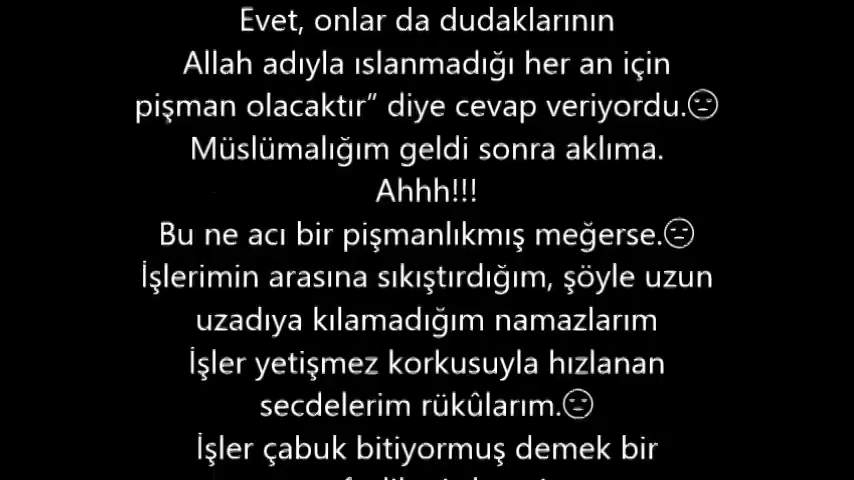 Evet, onlar da dudaklarının
Allah adıyla ıslanmadığı her an için
pişman olacaktır” diye cevap veriyordu.😔
Müslümalığım geldi sonra aklıma.
Ahhh!!!
Bu ne acı bir pişmanlıkmış meğerse.😔
İşlerimin arasına sıkıştırdığım, şöyle uzun
uzadıya kılamadığım namazlarım
İşler yetişmez korkusuyla hızlanan
secdelerim rükûlarım.😔
İşler çabuk bitiyormuş demek bir